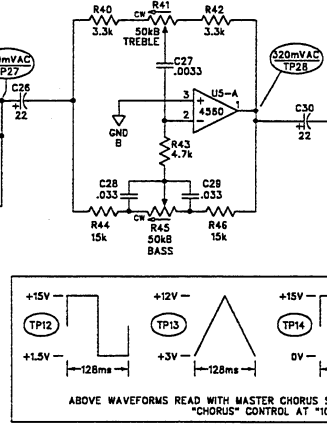 R40
3.3k
CW
R41
50kB
TREBLE
R42
3.3k
C27
.0033
mVAC
TP27
C26
+
22
GND
B
3
+
2
−
U5-A
4560
1
320mVAC
TP28
C30
+
22
R43
4.7k
C28
.033
C29
.033
R44
15k
CW
R45
50kB
BASS
R46
15k
+15V
TP12
+1.5V
128ms
+12V
TP13
+3V
128ms
+15V
TP14
0V
ABOVE WAVEFORMS READ WITH MASTER CHORUS
"CHORUS" CONTROL AT "10